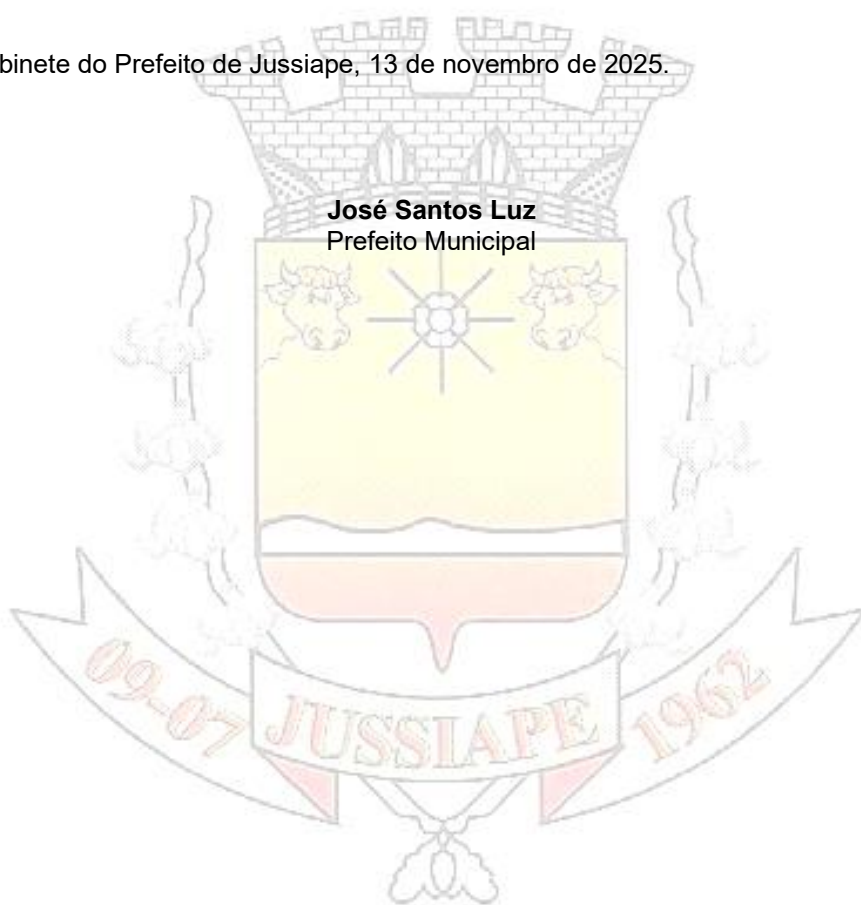 binete do Prefeito de Jussiape, 13 de novembro de 2025.
José Santos Luz
Prefeito Municipal
09-07 JUSSIAPE 1962